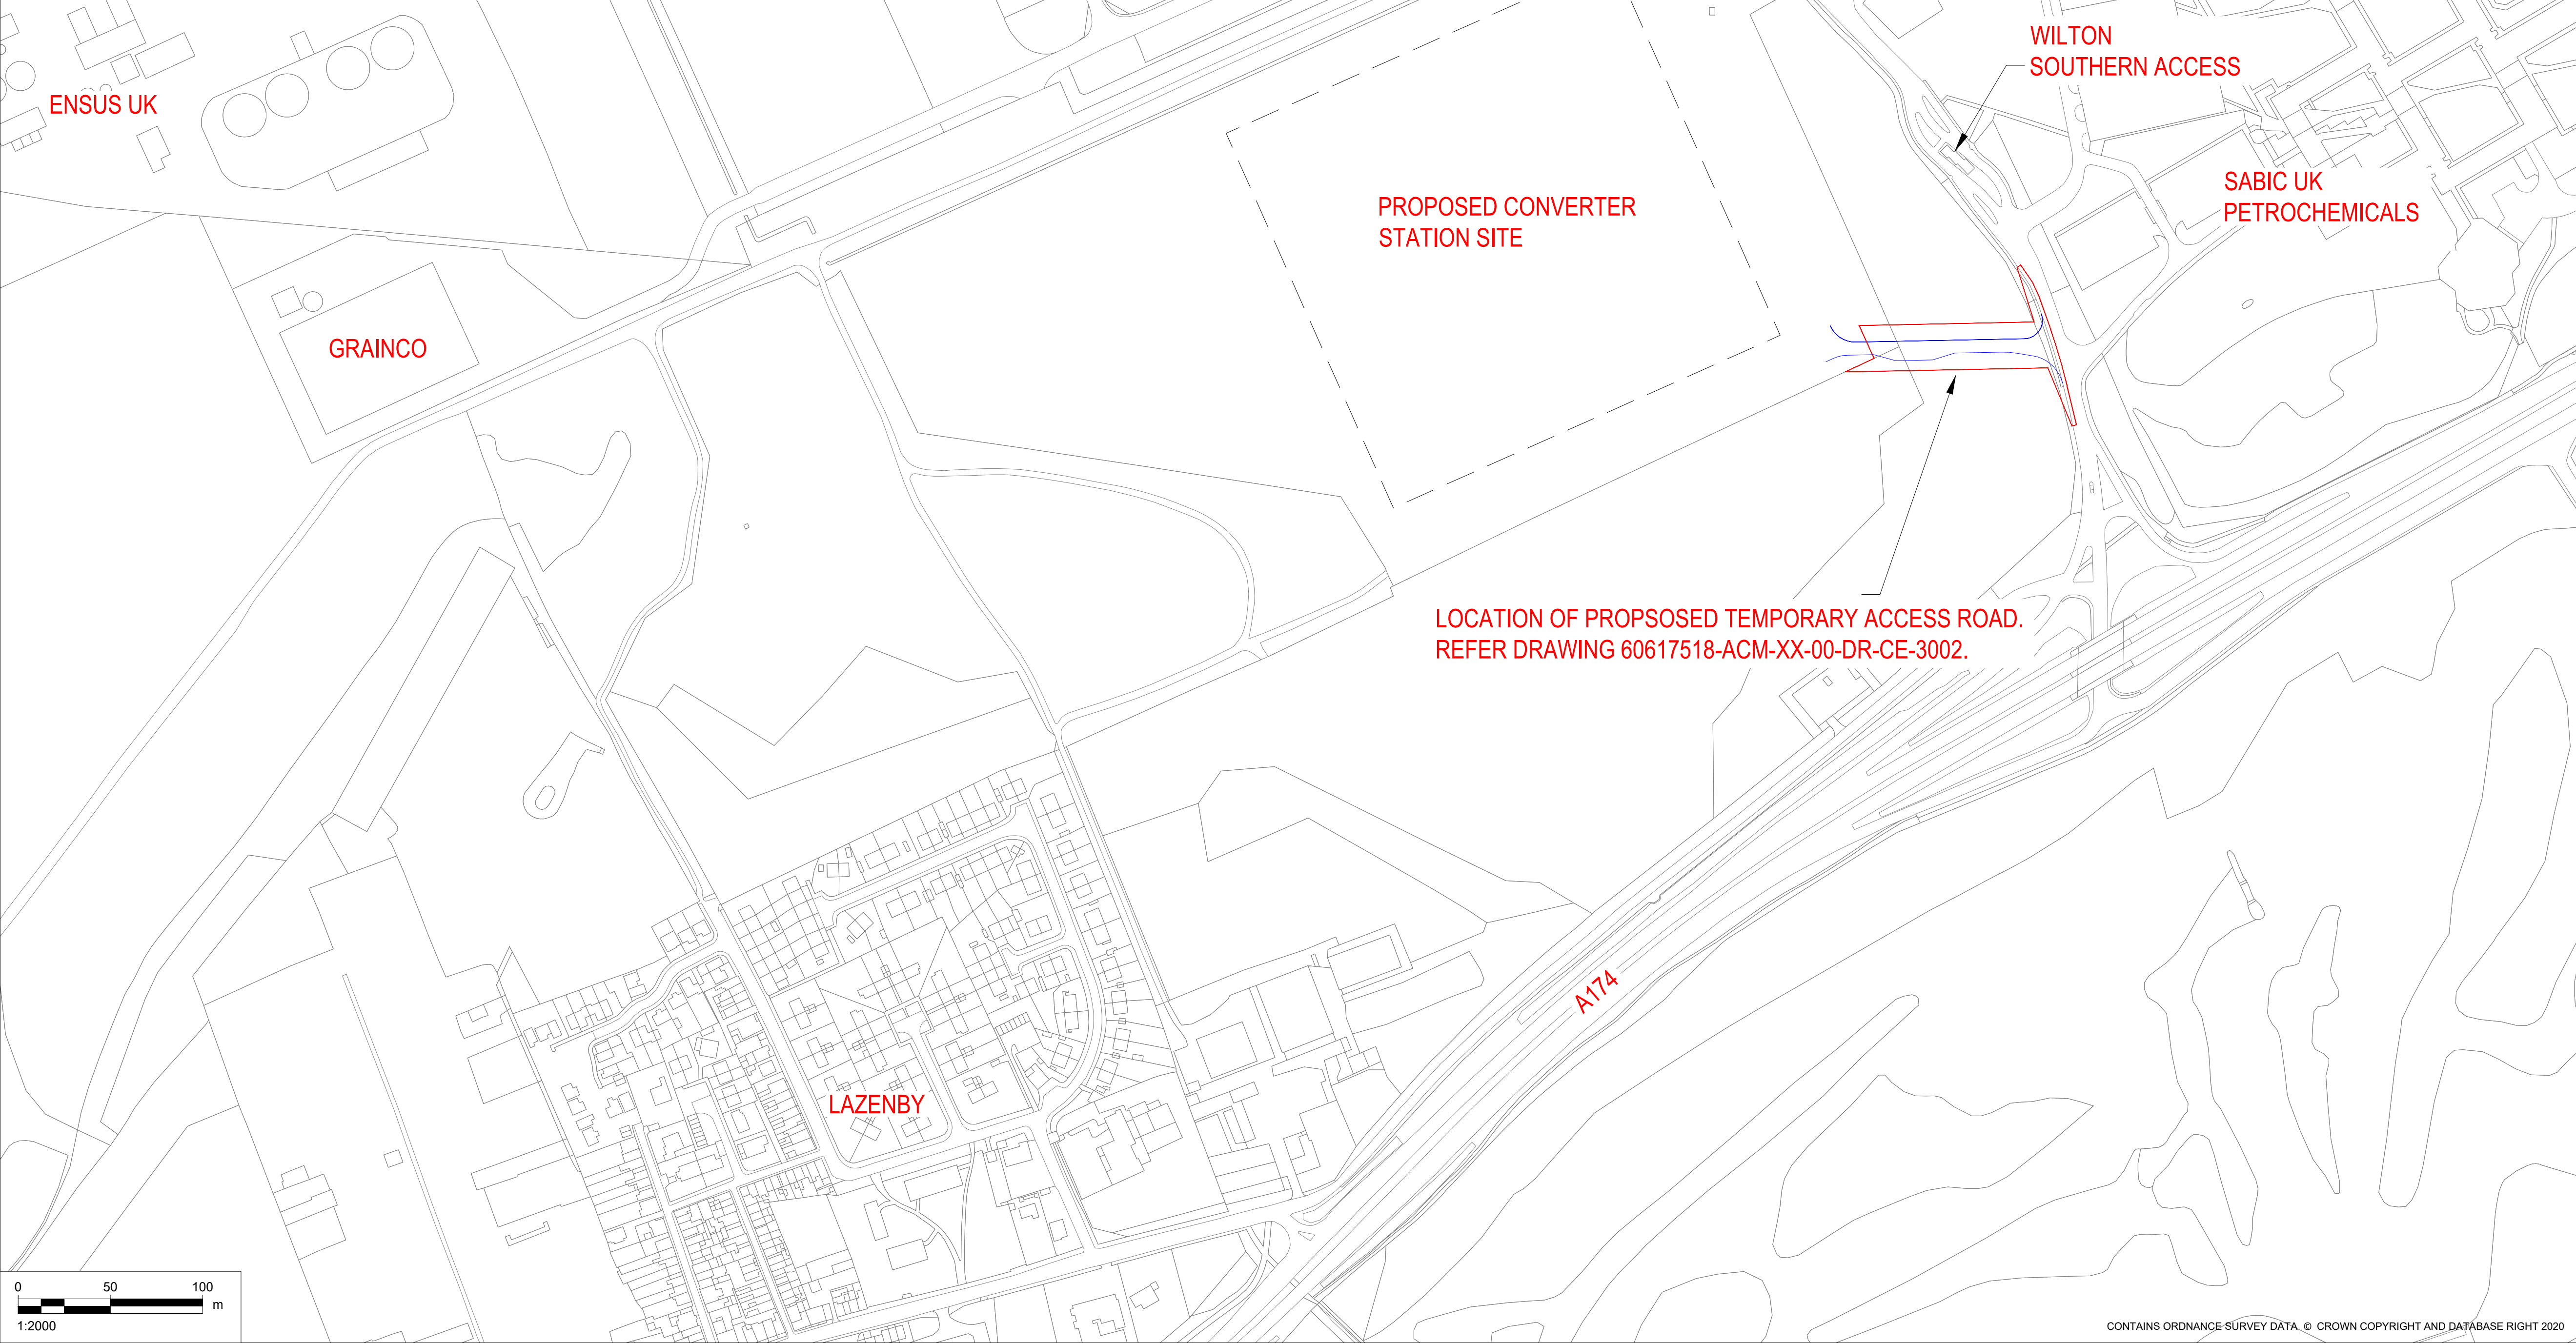 WILTON
SOUTHERN ACCESS
ENSUS UK
SABIC UK
PETROCHEMICALS
PROPOSED CONVERTER
STATION SITE
GRAINCO
LOCATION OF PROPSOSED TEMPORARY ACCESS ROAD.
REFER DRAWING 60617518-ACM-XX-00-DR-CE-3002.
A174
LAZENBY
0 50 100
m
1:2000
CONTAINS ORDNANCE SURVEY DATA © CROWN COPYRIGHT AND DATABASE RIGHT 2020